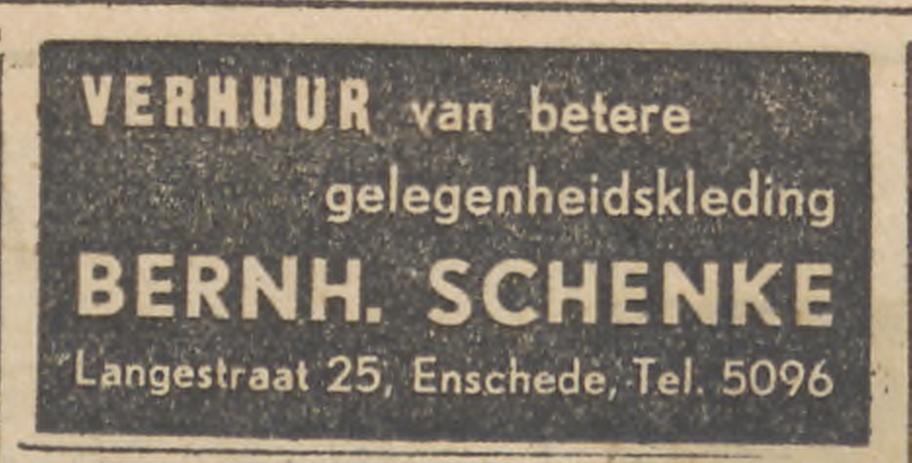 VERHUUR van betere
gelegenheidskleding
BERNH. SCHENKE
Langestraat 25, Enschede, Tel. 5096